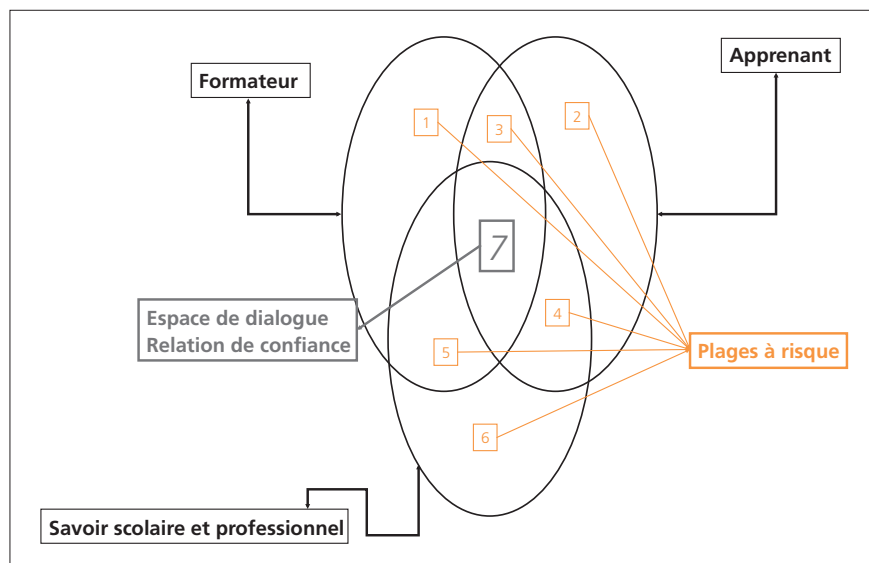 Apprenant
Formateur
1
3
2
7
Espace de dialogue
Relation de confiance
4
5
Plages à risque
6
Savoir scolaire et professionnel